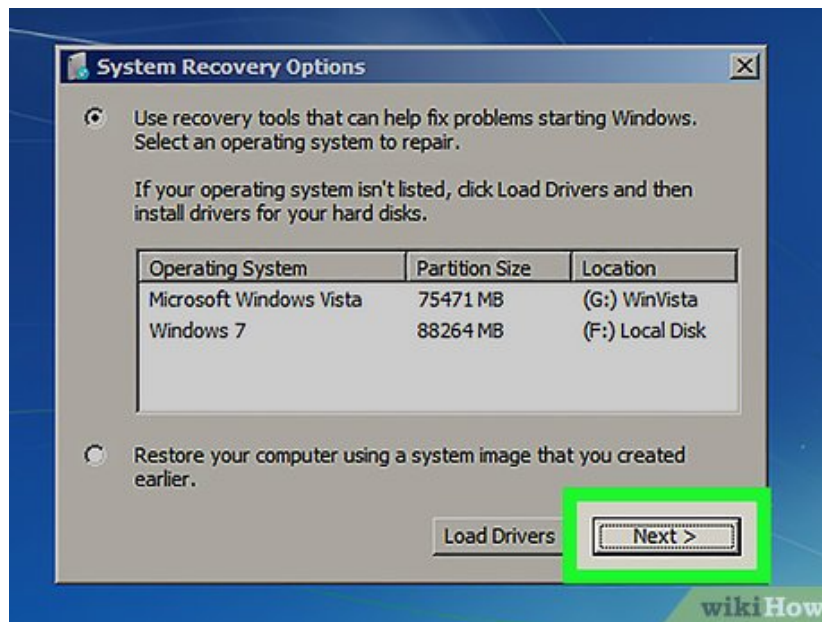 System Recovery Options
Use recovery tools that can help fix problems starting Windows.
Select an operating system to repair.
If your operating system isn't listed, click Load Drivers and then
install drivers for your hard disks.
Operating System Partition Size Location
Microsoft Windows Vista 75471 MB (G:) WinVista
Windows 7 88264 MB (F:) Local Disk
Restore your computer using a system image that you created
earlier.
Load Drivers Next >
wikiHow